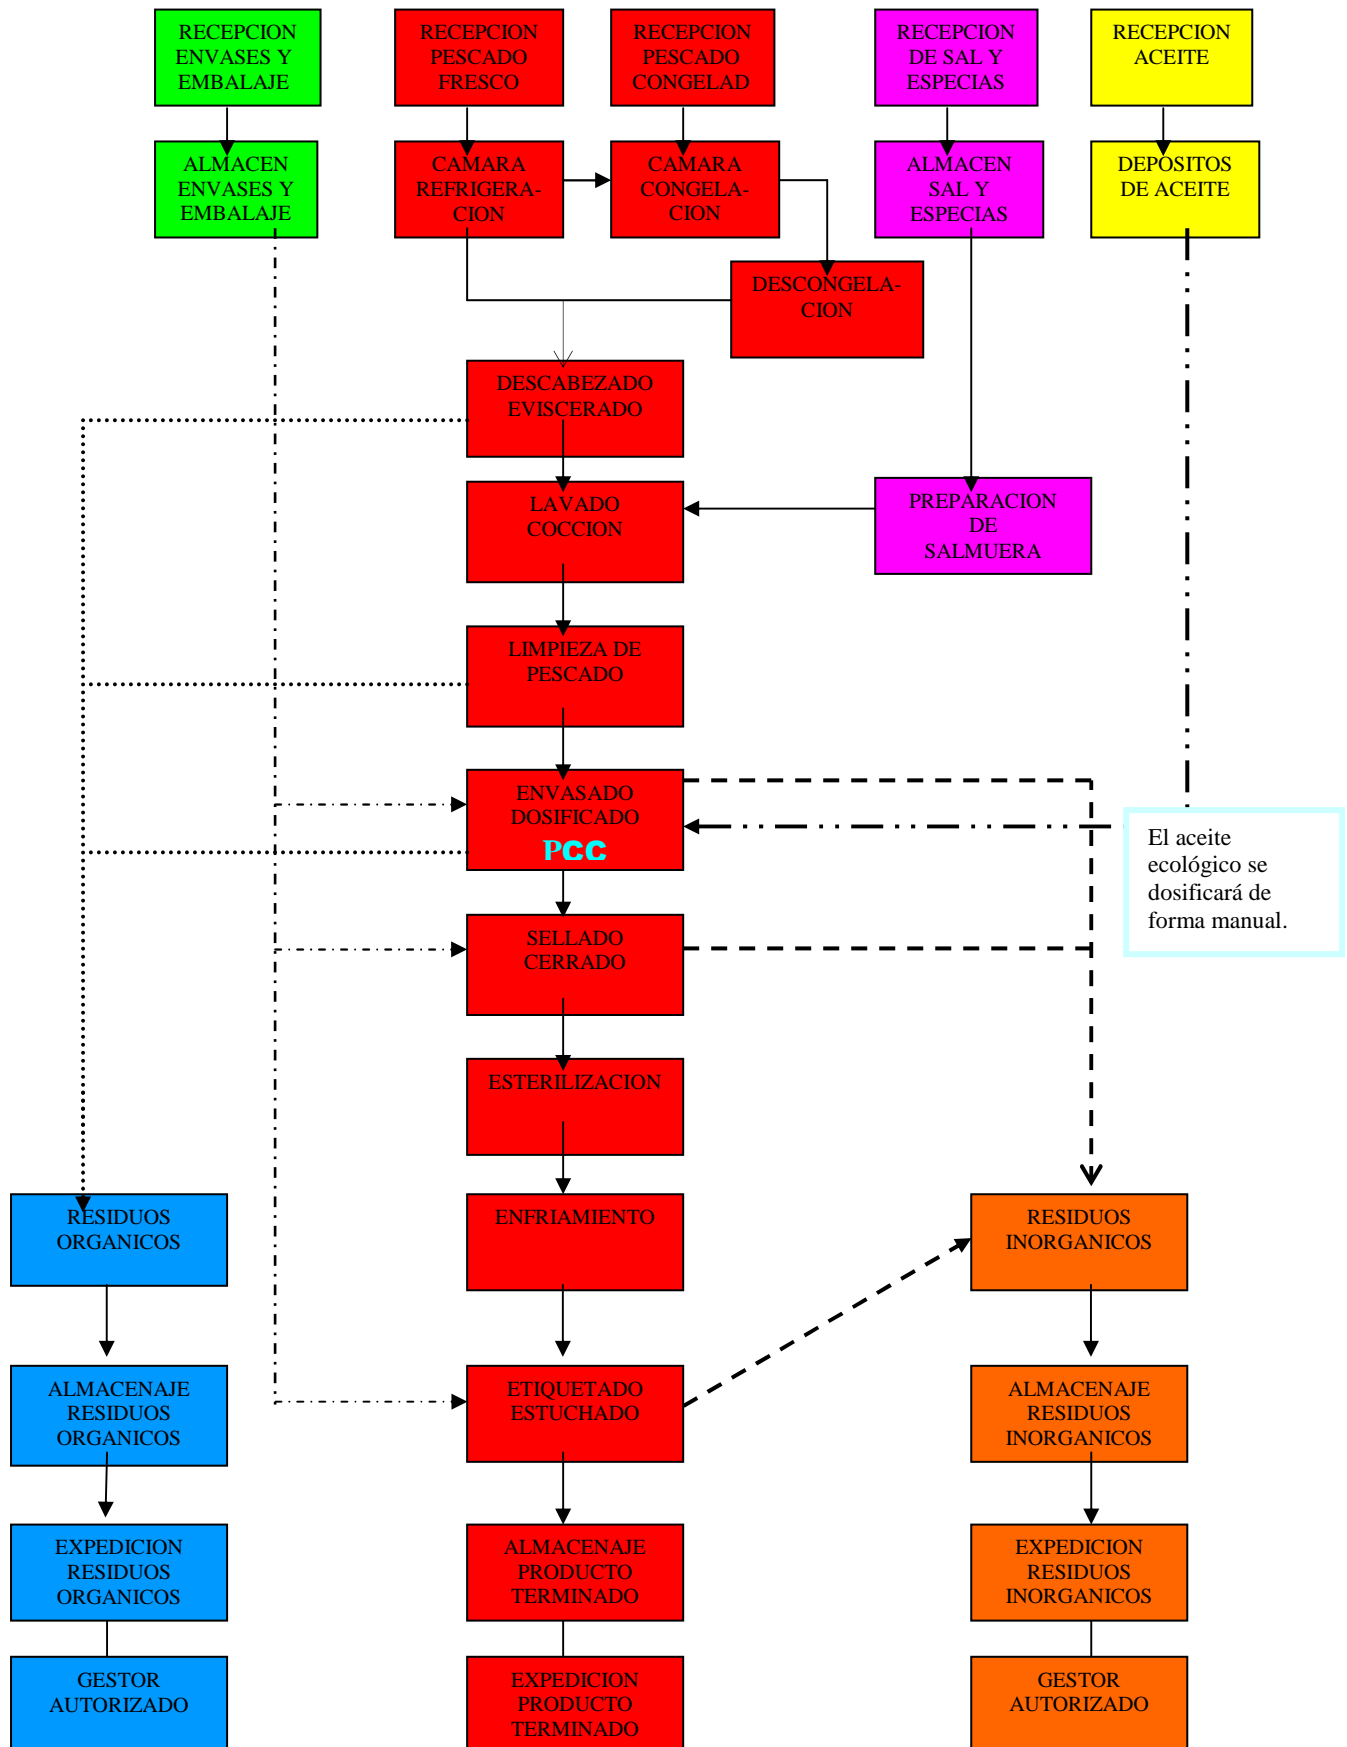 RECEPCION
ENVASES Y
EMBALAJE
RECEPCION
PESCADO
FRESCO
RECEPCION
PESCADO
CONGELAD
RECEPCION
DE SAL Y
ESPECIAS
RECEPCION
ACEITE
ALMACEN
ENVASES Y
EMBALAJE
CAMARA
REFRIGERA-
CION
CAMARA
CONGELA-
CION
ALMACEN
SAL Y
ESPECIAS
DEPOSITOS
DE ACEITE
DESCONGELA-
CION
DESCABEZADO
EVISCERADO
LAVADO
COCCION
PREPARACION
DE
SALMUERA
LIMPIEZA DE
PESCADO
ENVASADO
DOSIFICADO
PCC
El aceite
ecológico se
dosificará de
forma manual.
SELLADO
CERRADO
ESTERILIZACION
RESIDUOS
ORGANICOS
ENFRIAMIENTO
RESIDUOS
INORGANICOS
ALMACENAJE
RESIDUOS
ORGANICOS
ETIQUETADO
ESTUCHADO
ALMACENAJE
RESIDUOS
INORGANICOS
EXPEDICION
RESIDUOS
ORGANICOS
ALMACENAJE
PRODUCTO
TERMINADO
EXPEDICION
RESIDUOS
INORGANICOS
GESTOR
AUTORIZADO
EXPEDICION
PRODUCTO
TERMINADO
GESTOR
AUTORIZADO